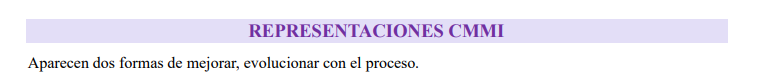 REPRESENTACIONES CMMI
Aparecen dos formas de mejorar, evolucionar con el proceso.